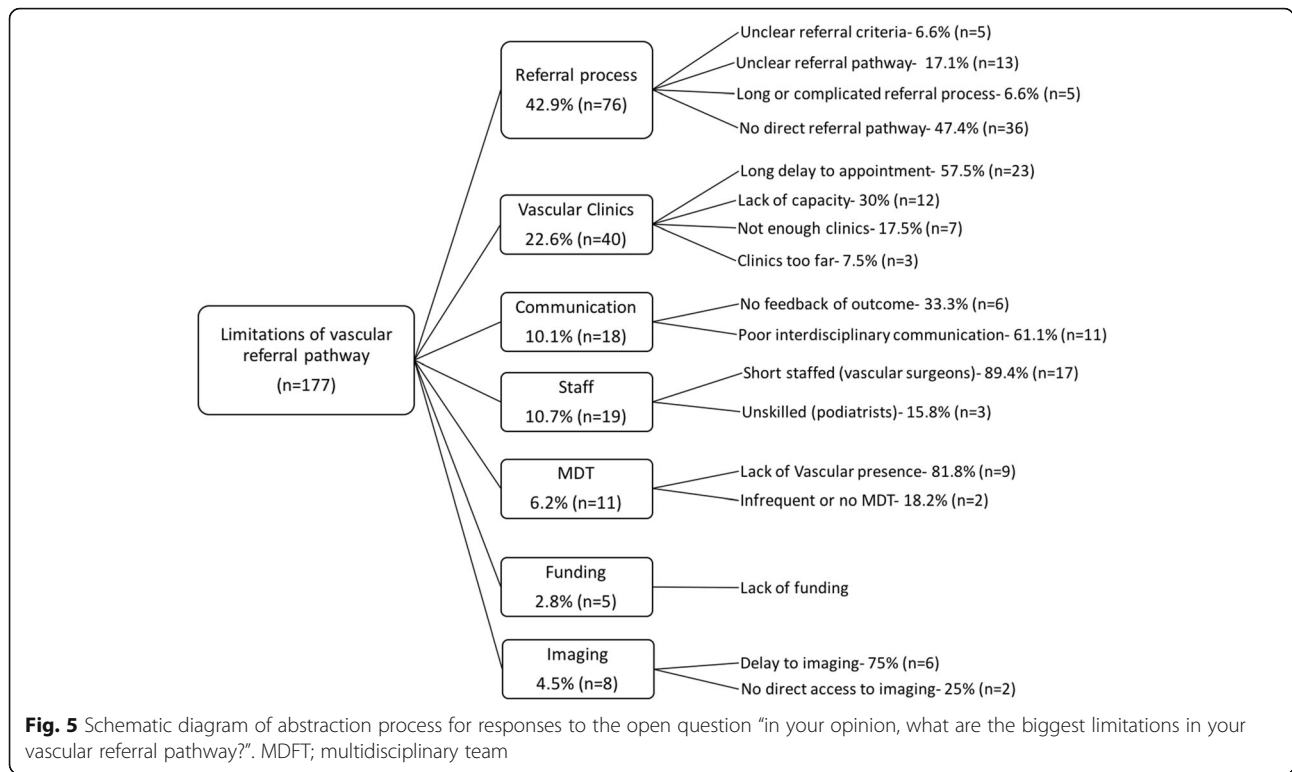 Limitations of vascular
referral pathway
(n=177)
Referral process
42.9% (n=76)
Unclear referral criteria- 6.6% (n=5)
Unclear referral pathway-  17.1% (n=13)
Long or complicated referral process- 6.6% (n=5)
No direct referral pathway- 47.4% (n=36)
Vascular Clinics
22.6% (n=40)
Long delay to appointment- 57.5% (n=23)
Lack of capacity- 30% (n=12)
Not enough clinics- 17.5% (n=7)
Clinics too far- 7.5% (n=3)
Communication
10.1% (n=18)
No feedback of outcome- 33.3% (n=6)
Poor interdisciplinary communication- 61.1% (n=11)
Staff
10.7% (n=19)
Short staffed (vascular surgeons)- 89.4% (n=17)
Unskilled (podiatrists)- 15.8% (n=3)
MDT
6.2% (n=11)
Lack of Vascular presence- 81.8% (n=9)
Infrequent or no MDT- 18.2% (n=2)
Funding
2.8% (n=5)
Lack of funding
Imaging
4.5% (n=8)
Delay to imaging- 75% (n=6)
No direct access to imaging- 25% (n=2)
Fig. 5 Schematic diagram of abstraction process for responses to the open question “in your opinion, what are the biggest limitations in your
vascular referral pathway?”. MDFT; multidisciplinary team